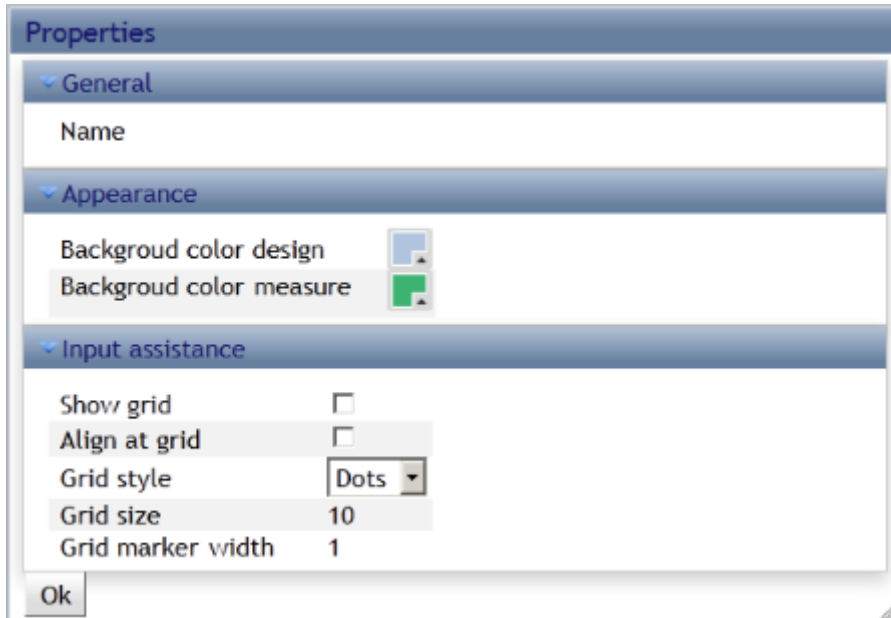 Properties
General
Name
Appearance
Backgroud color design
Backgroud color measure
Input assistance
Show grid
Align at grid
Grid style Dots
Grid size 10
Grid marker width 1
Ok